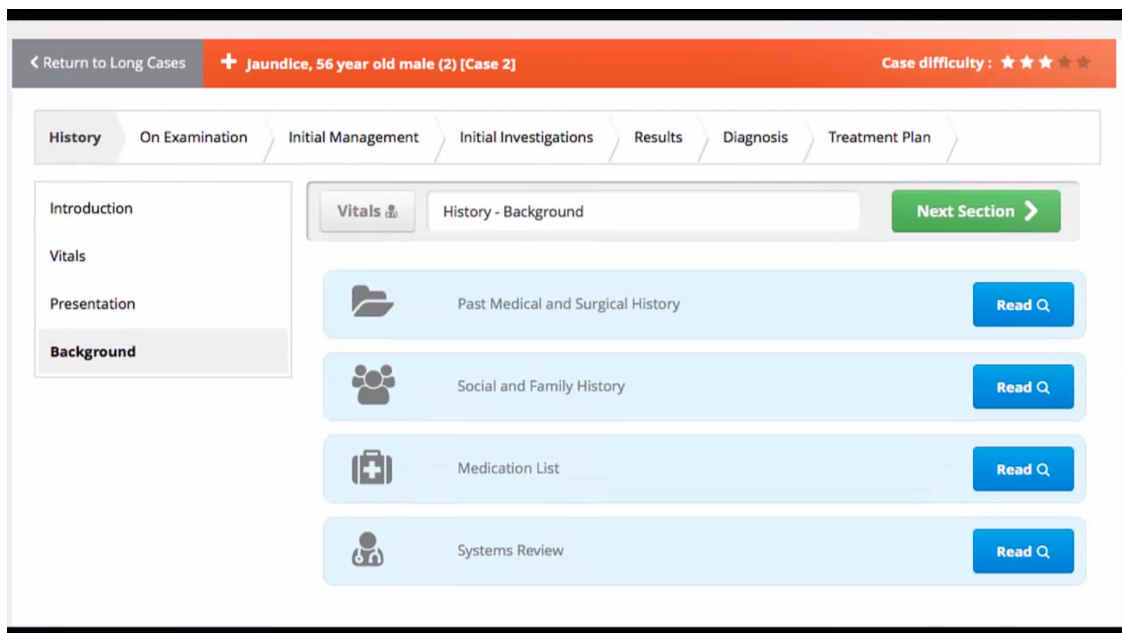 Return to Long Cases
Jaundice, 56 year old male (2) [Case 2]
Case difficulty :
History
On Examination
Initial Management
Initial Investigations
Results
Diagnosis
Treatment Plan
Introduction
Vitals
Presentation
Background
Vitals
History - Background
Next Section
Past Medical and Surgical History
Read
Social and Family History
Read
Medication List
Read
Systems Review
Read